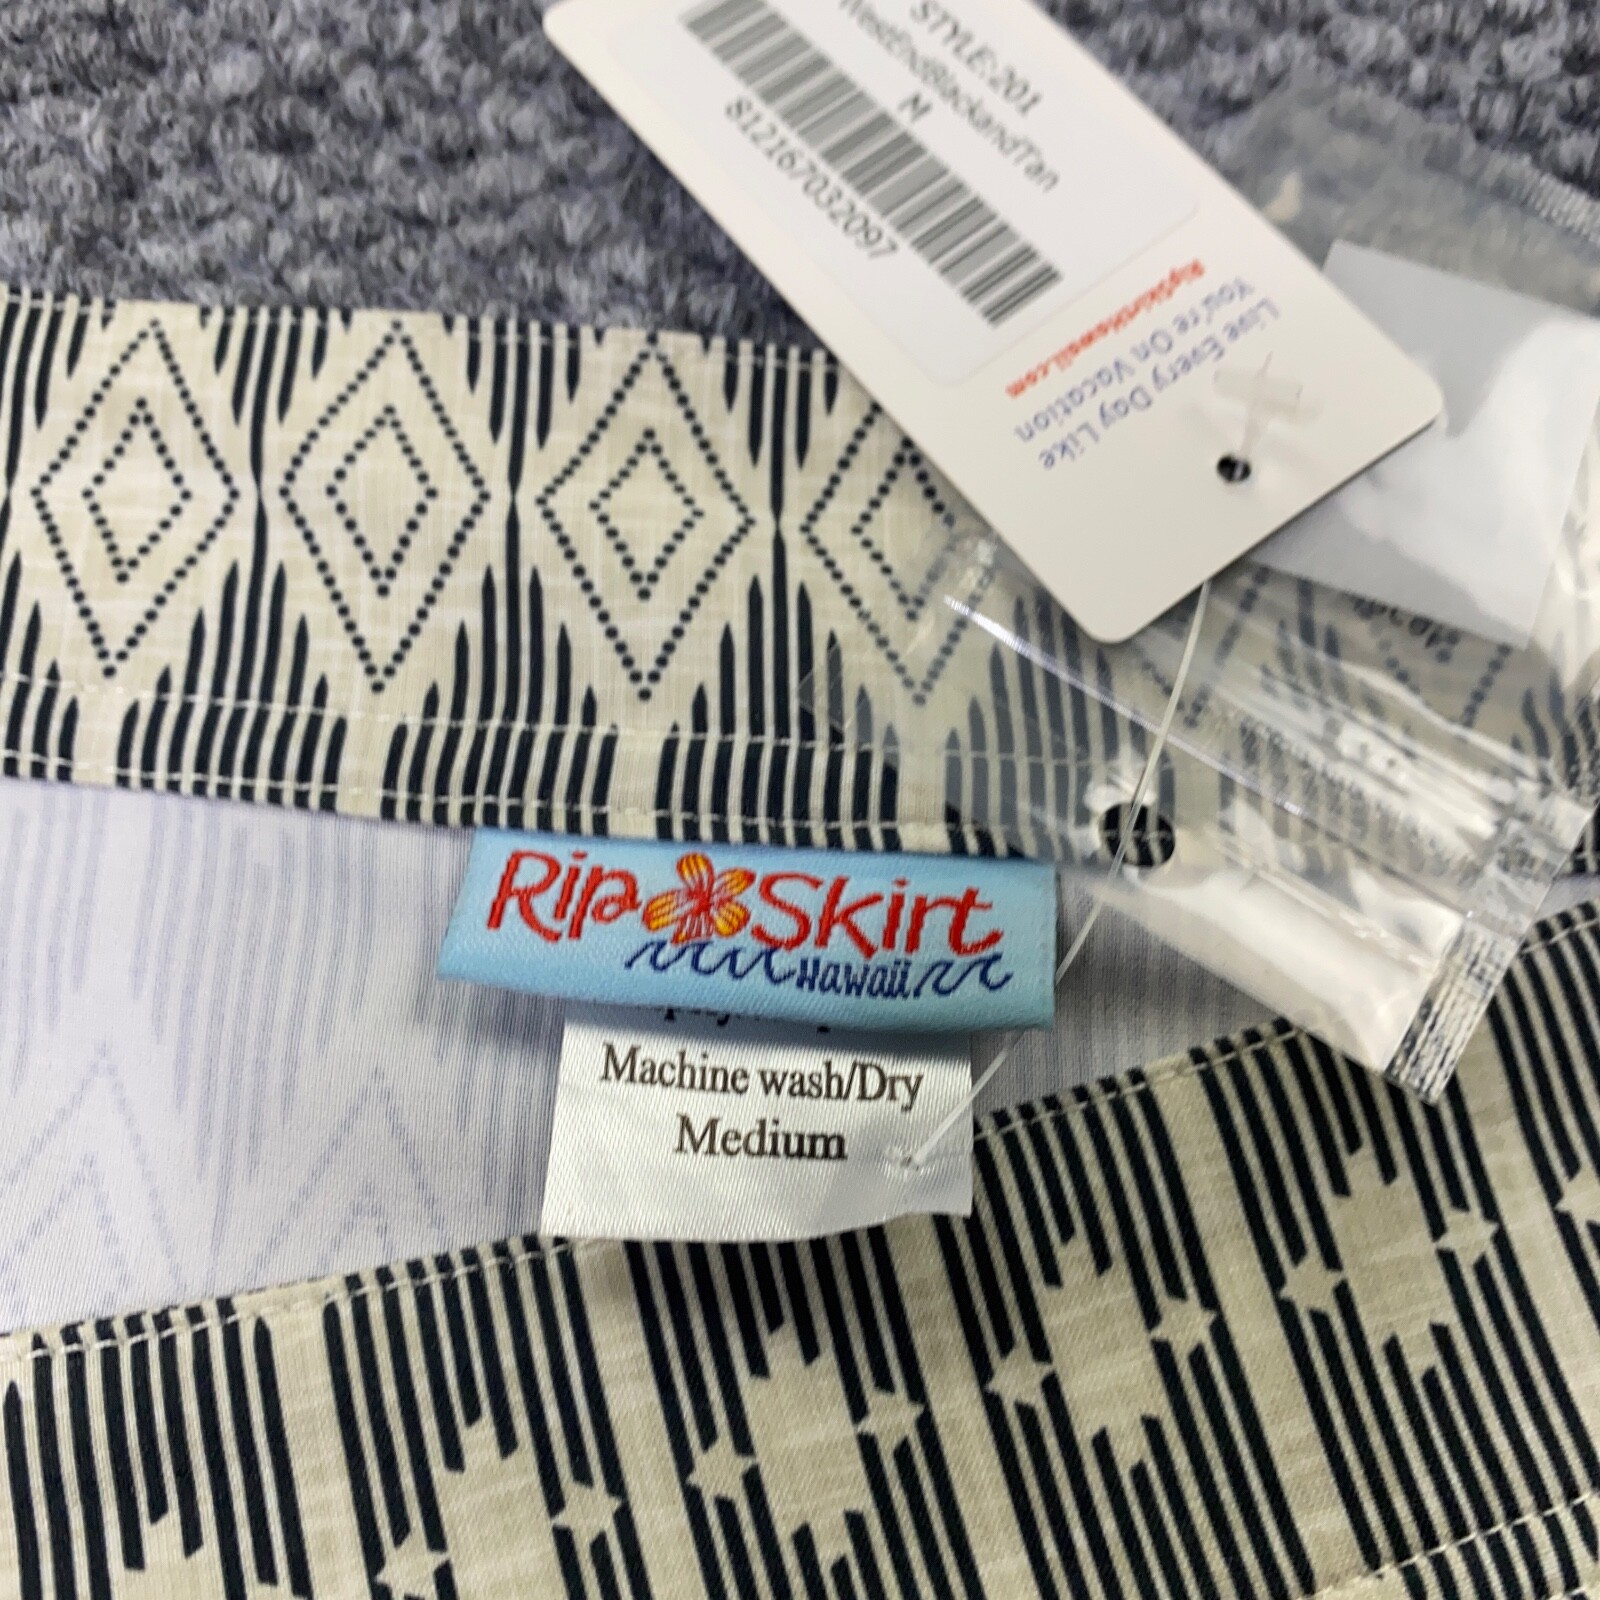 STYLE:201
WestEndBlackandTan
M
812167032097
RipSkirtHawaii.com
Live Every Day Like
You're On Vacation
Rip Skirt
Hawaii
Machine wash/Dry
Medium